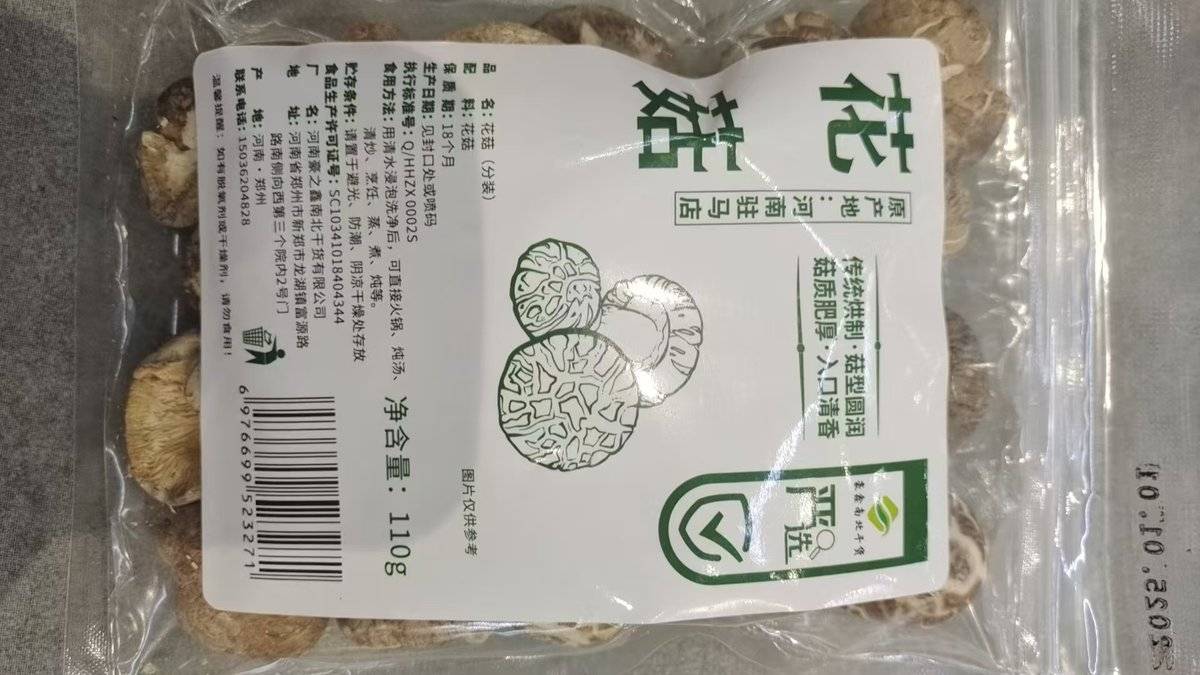 花菇
原产地：河南驻马店
传统烘制·菇型圆润
菇质肥厚·入口清香
豪鑫南北干货
严选
图片仅供参考
品 名：花菇（分装）
配 料：花菇
保 质 期：18个月
生产日期：见封口处或喷码
执行标准号：Q/HHZX 0002S
食用方法：用清水浸泡洗净后，可直接火锅、炖汤、
清炒、烹饪、蒸、煮、炖等。
贮存条件：请置于避光、防潮、阴凉干燥处存放
食品生产许可证号：SC10341018404344
厂 名：河南豪之鑫南北干货有限公司
地 址：河南省郑州市新郑市龙湖镇富源路
路南侧向西第三个院内2号门
产 地：河南·郑州
联系电话：15036204828
温馨提醒：如有脱氧剂或干燥剂，请勿食用！
净含量：110g
6976699523271
2025.01.01